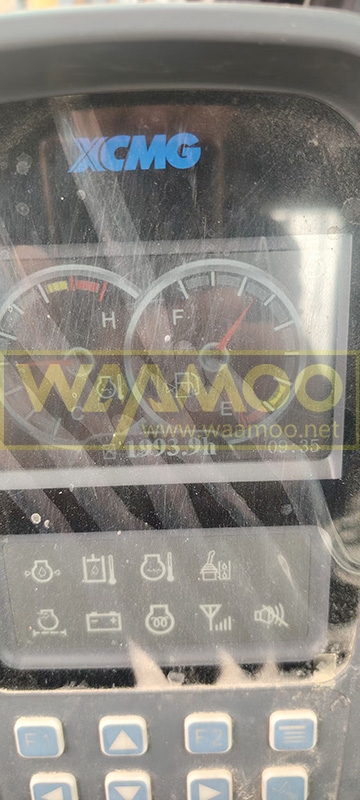 XCMG
H F
C E
WAAMOO
www.waamoo.net
1993.9h 09:35
F1 F2